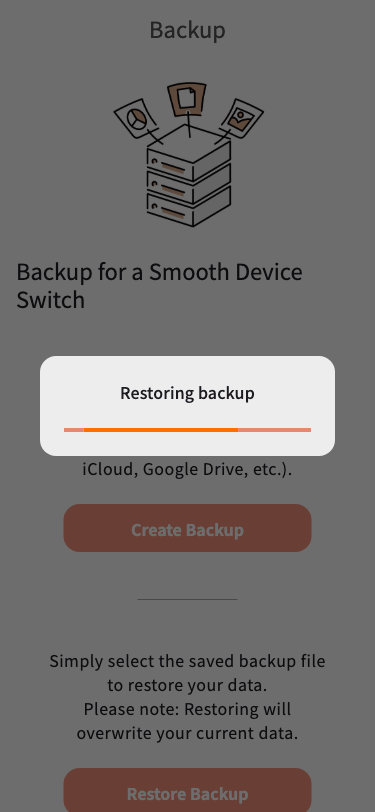 Backup
Backup for a Smooth Device
Switch
Restoring backup
iCloud, Google Drive, etc.).
Create Backup
Simply select the saved backup file
to restore your data.
Please note: Restoring will
overwrite your current data.
Restore Backup